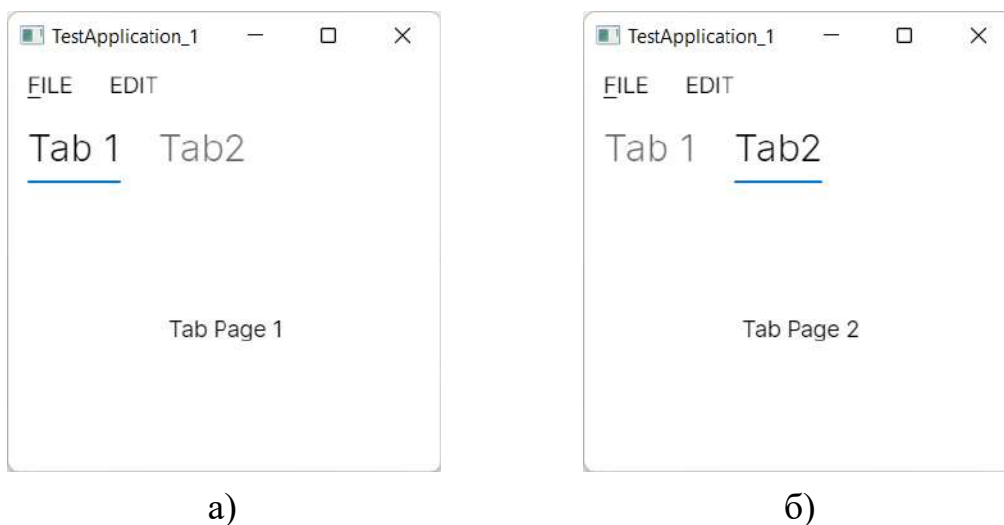 TestApplication_1
FILE EDIT
Tab 1 Tab2
Tab Page 1
а)
TestApplication_1
FILE EDIT
Tab 1 Tab2
Tab Page 2
б)